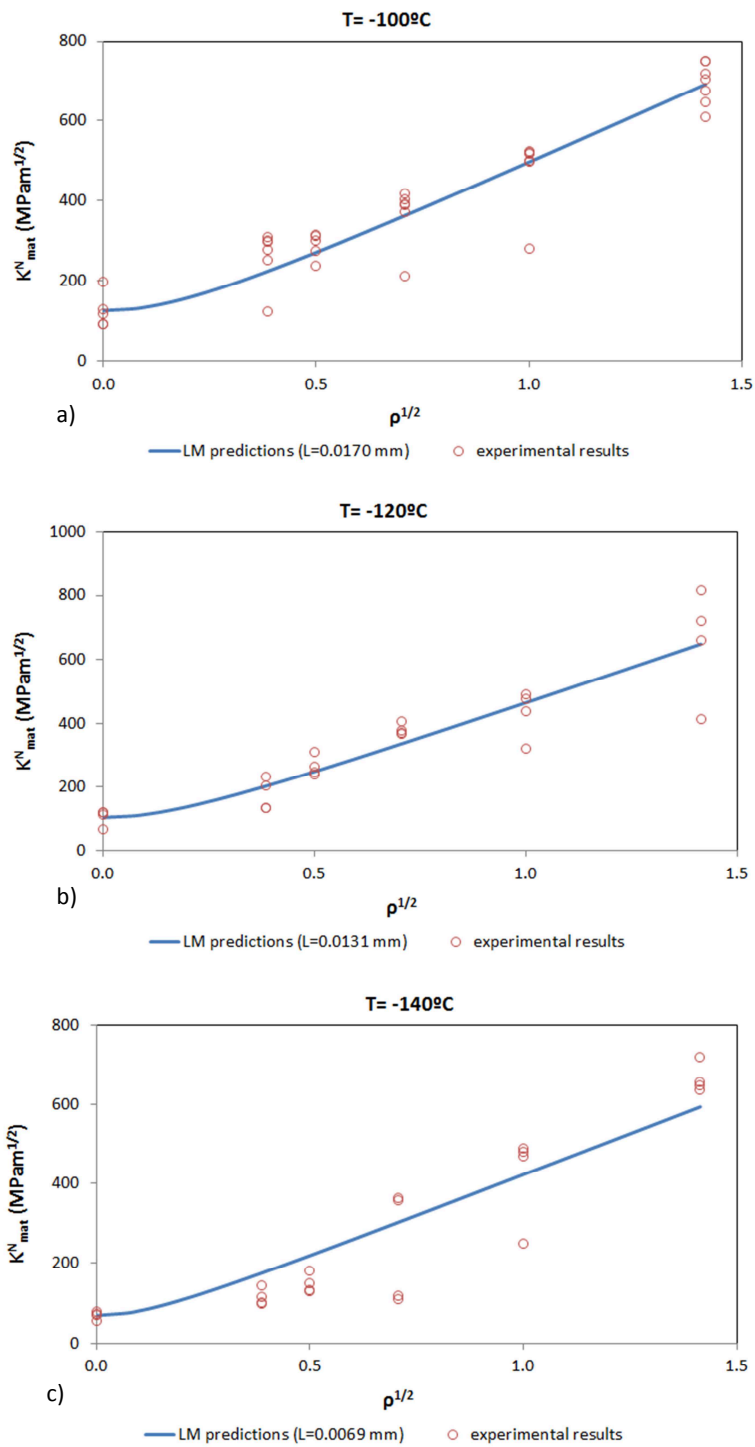 T= -100ºC
800
600
400
200
0
K^N_mat (MPam^1/2)
0.0 0.5 1.0 1.5
a)
ρ^1/2
LM predictions (L=0.0170 mm) experimental results
T= -120ºC
1000
800
600
400
200
0
K^N_mat (MPam^1/2)
0.0 0.5 1.0 1.5
b)
ρ^1/2
LM predictions (L=0.0131 mm) experimental results
T= -140ºC
800
600
400
200
0
K^N_mat (MPam^1/2)
0.0 0.5 1.0 1.5
c)
ρ^1/2
LM predictions (L=0.0069 mm) experimental results